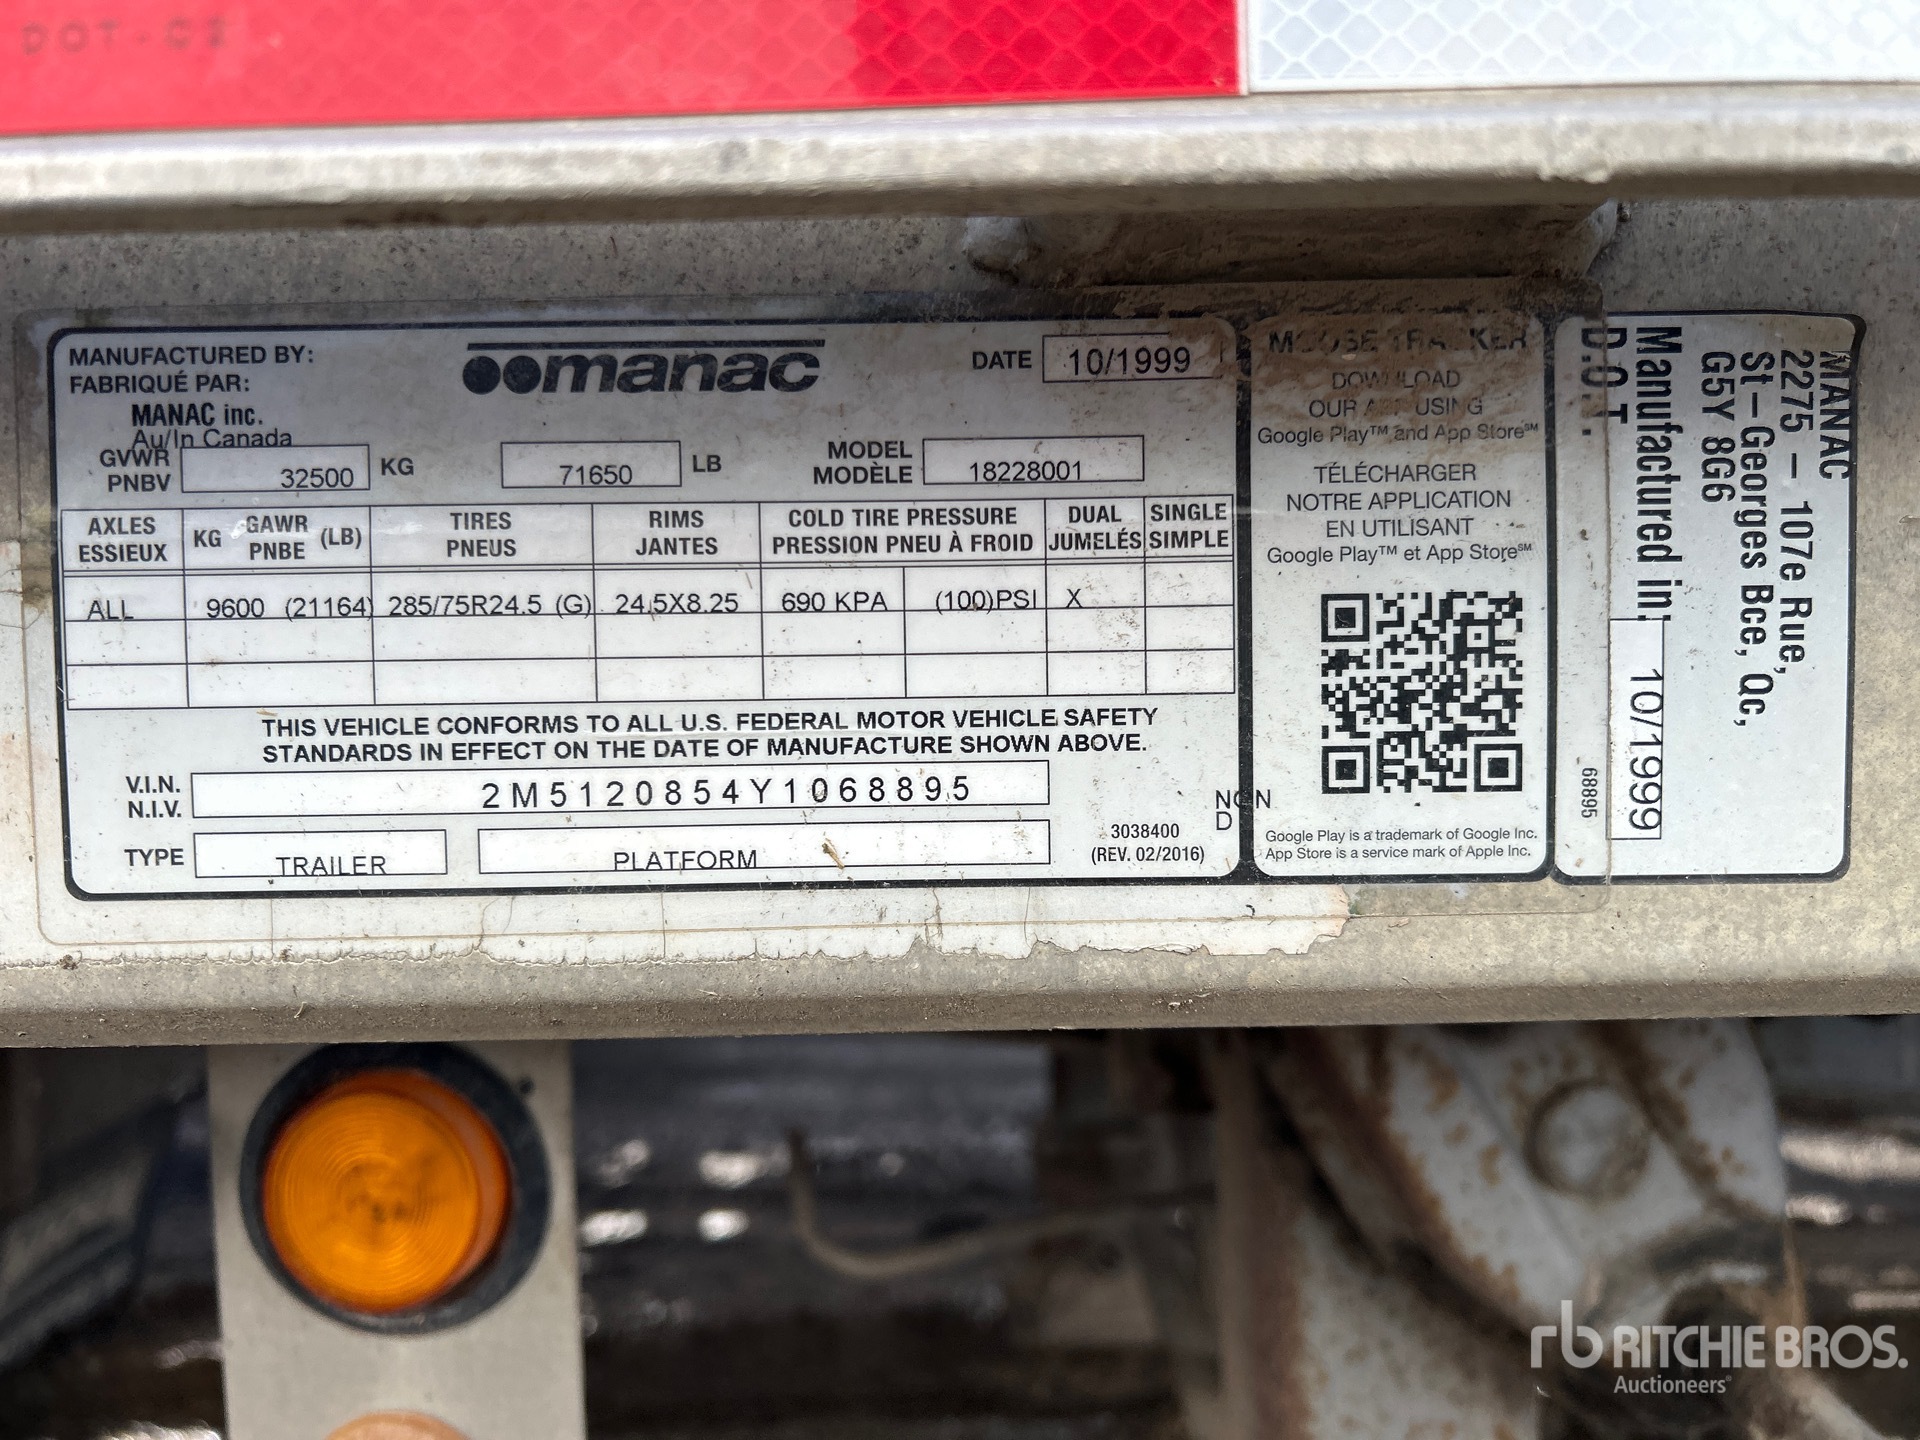 DOT-C2
MANUFACTURED BY:
FABRIQUÉ PAR:
MANAC inc.
Au/In Canada
manac
DATE 10/1999
GVWR
PNBV
32500 KG 71650 LB
MODEL
MODÈLE
18228001
AXLES
ESSIEUX
KG GAWR (LB)
PNBE
TIRES
PNEUS
RIMS
JANTES
COLD TIRE PRESSURE
PRESSION PNEU À FROID
DUAL
JUMELÉS
SINGLE
SIMPLE
ALL 9600 (21164) 285/75R24.5 (G) 24.5X8.25 690 KPA (100)PSI X
THIS VEHICLE CONFORMS TO ALL U.S. FEDERAL MOTOR VEHICLE SAFETY
STANDARDS IN EFFECT ON THE DATE OF MANUFACTURE SHOWN ABOVE.
V.I.N.
N.I.V.
2M5120854Y1068895
TYPE TRAILER PLATFORM
3038400
(REV. 02/2016)
MOOSE TRACKER
DOWNLOAD
OUR APP USING
Google Play™ and App Store℠
TÉLÉCHARGER
NOTRE APPLICATION
EN UTILISANT
Google Play™ et App Store℠
Google Play is a trademark of Google Inc.
App Store is a service mark of Apple Inc.
MANAC
2275 - 107e Rue,
St-Georges Bce, Qc,
G5Y 8G6
Manufactured in: 10/1999
D.O.T.
68895
rb RITCHIE BROS.
Auctioneers